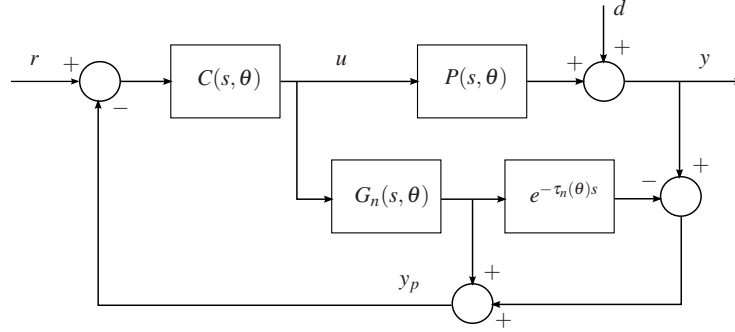 d
r
+
−
C(s, θ)
u
P(s, θ)
+
+
y
G_n(s, θ)
e^{−τ_n(θ)s}
−
+
y_p
+
+